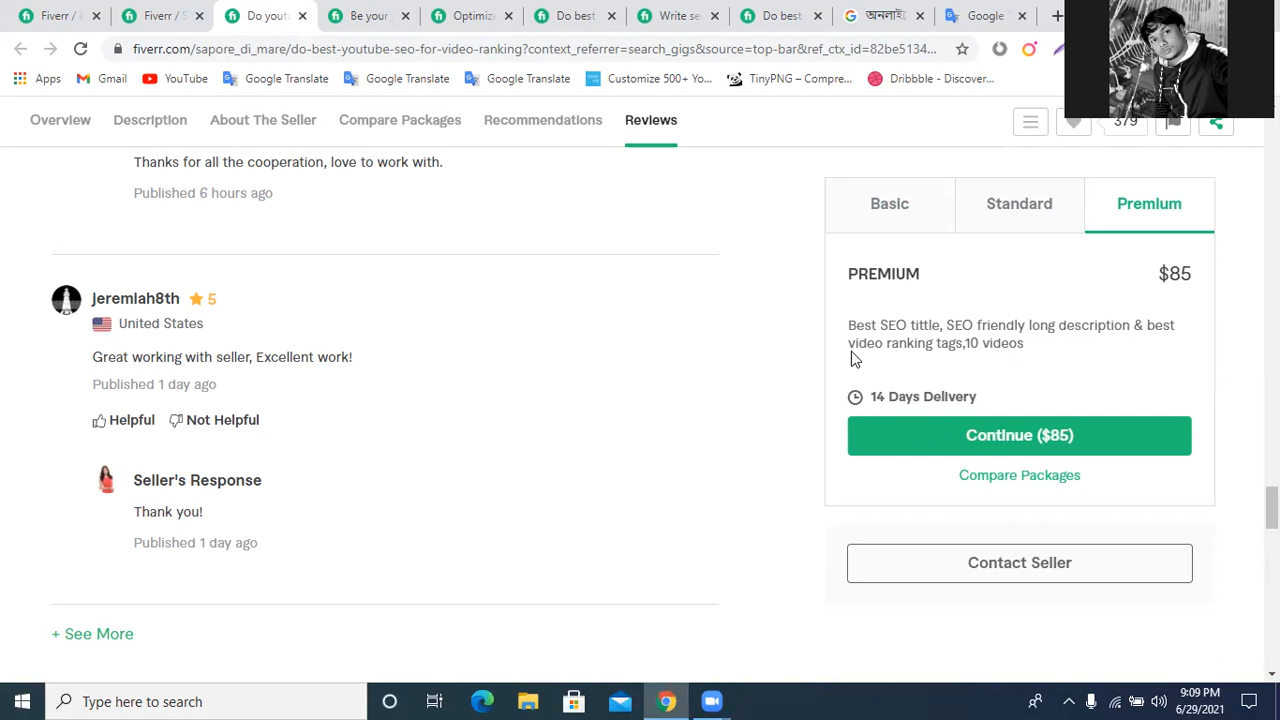 Fiverr /
Fiverr / S
Do yout
Be your
Optimiz
Do best
Write se
Do best
অনলাই
Google T
fiverr.com/sapore_di_mare/do-best-youtube-seo-for-video-ranking?context_referrer=search_gigs&source=top-bar&ref_ctx_id=82be5134...
Apps
Gmail
YouTube
Google Translate
Google Translate
Google Translate
Customize 500+ Yo...
TinyPNG – Compre...
Dribbble - Discover...
Overview
Description
About The Seller
Compare Packages
Recommendations
Reviews
379
Thanks for all the cooperation, love to work with.
Published 6 hours ago
Jeremiah8th
5
United States
Great working with seller, Excellent work!
Published 1 day ago
Helpful
Not Helpful
Seller's Response
Thank you!
Published 1 day ago
+ See More
Basic
Standard
Premium
PREMIUM
$85
Best SEO tittle, SEO friendly long description & best
video ranking tags,10 videos
14 Days Delivery
Continue ($85)
Compare Packages
Contact Seller
Type here to search
9:09 PM
6/29/2021